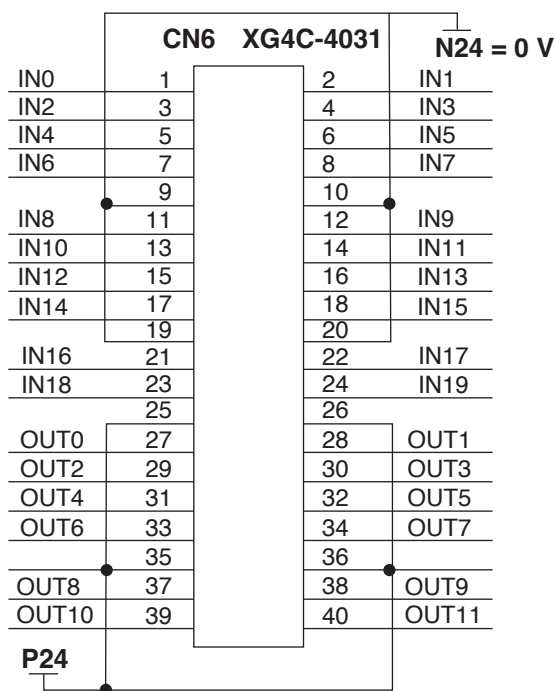 CN6 XG4C-4031
N24 = 0 V
IN0 1 2 IN1
IN2 3 4 IN3
IN4 5 6 IN5
IN6 7 8 IN7
9 10
IN8 11 12 IN9
IN10 13 14 IN11
IN12 15 16 IN13
IN14 17 18 IN15
19 20
IN16 21 22 IN17
IN18 23 24 IN19
25 26
OUT0 27 28 OUT1
OUT2 29 30 OUT3
OUT4 31 32 OUT5
OUT6 33 34 OUT7
35 36
OUT8 37 38 OUT9
OUT10 39 40 OUT11
P24